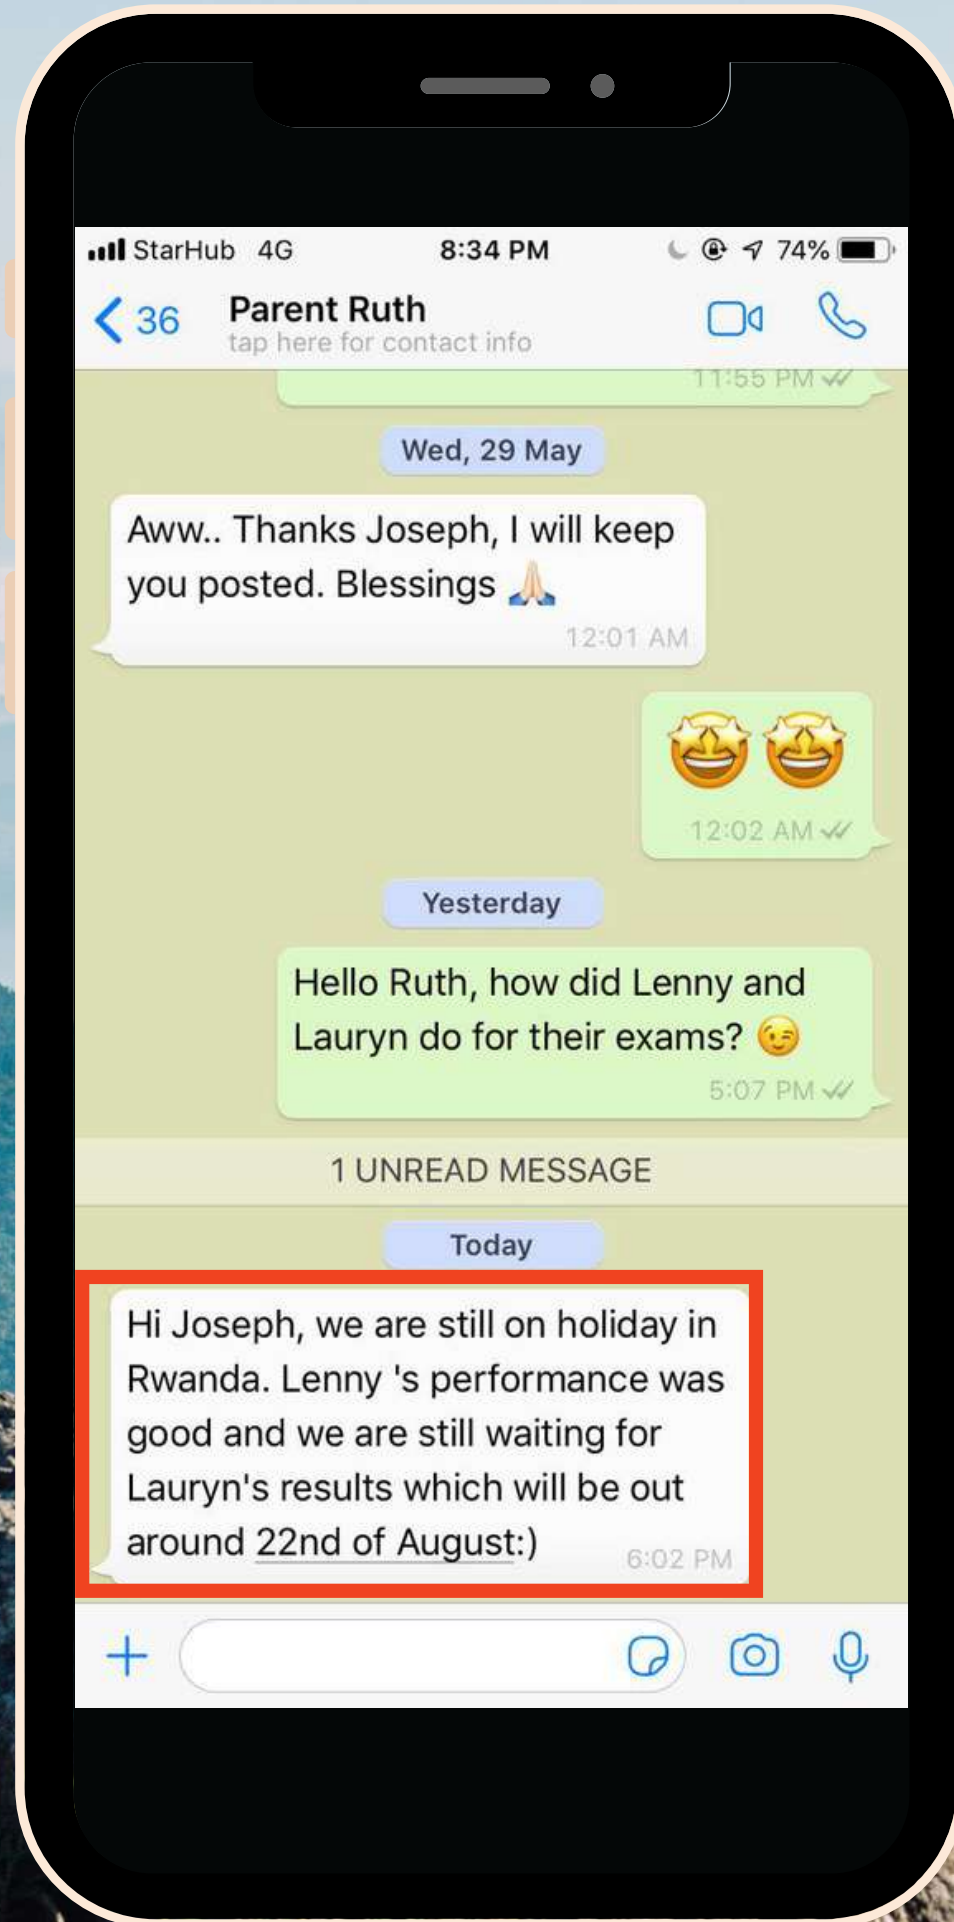 StarHub 4G 8:34 PM 74%
36 Parent Ruth
tap here for contact info
11:55 PM
Wed, 29 May
Aww.. Thanks Joseph, I will keep
you posted. Blessings 🙏🏻
12:01 AM
🤩🤩
12:02 AM
Yesterday
Hello Ruth, how did Lenny and
Lauryn do for their exams? 😉
5:07 PM
1 UNREAD MESSAGE
Today
Hi Joseph, we are still on holiday in
Rwanda. Lenny 's performance was
good and we are still waiting for
Lauryn's results which will be out
around 22nd of August:)
6:02 PM